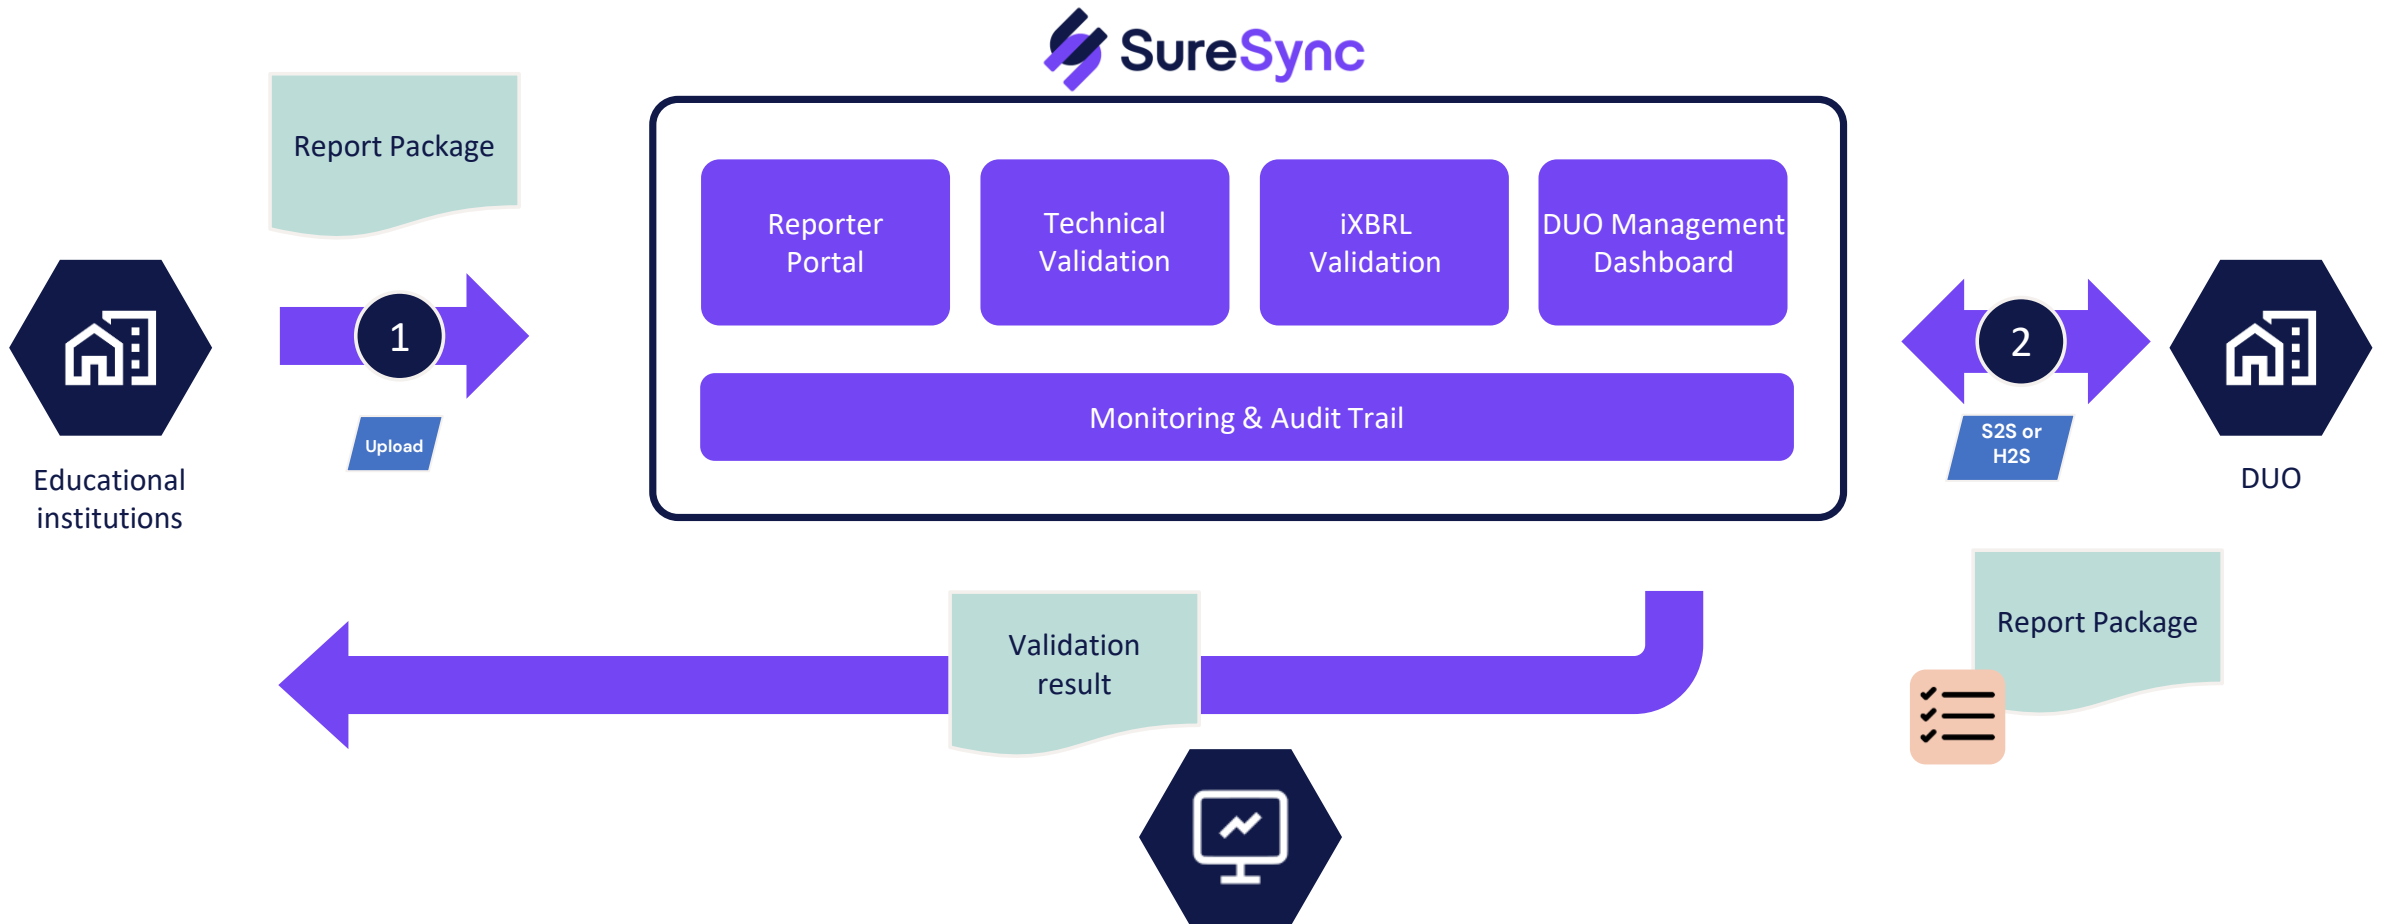 SureSync
Report Package
Reporter
Portal
Technical
Validation
iXBRL
Validation
DUO Management
Dashboard
1
2
Monitoring & Audit Trail
Upload
S2S or
H2S
Educational
institutions
DUO
Validation
result
Report Package